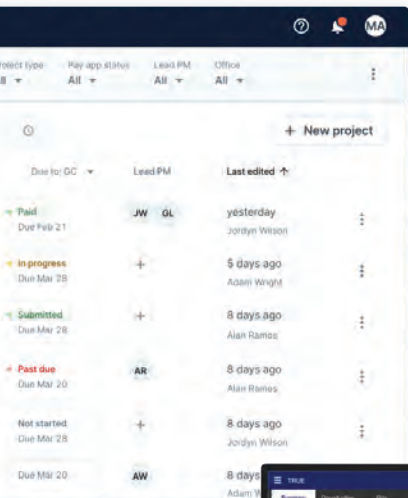 MA
Pay app status Lead PM Office
All All All
+ New project
Due to: GC Lead PM Last edited ↑
Paid JW GL yesterday
Due Feb 21 Jordyn Wilson
In progress + 5 days ago
Due Mar 28 Adam Wright
Submitted + 8 days ago
Due Mar 28 Alan Ramos
Past due AR 8 days ago
Due Mar 20 Alan Ramos
Not started + 8 days ago
Due Mar 28 Jordyn Wilson
Due Mar 20 AW 8 days
Adam
TRUE